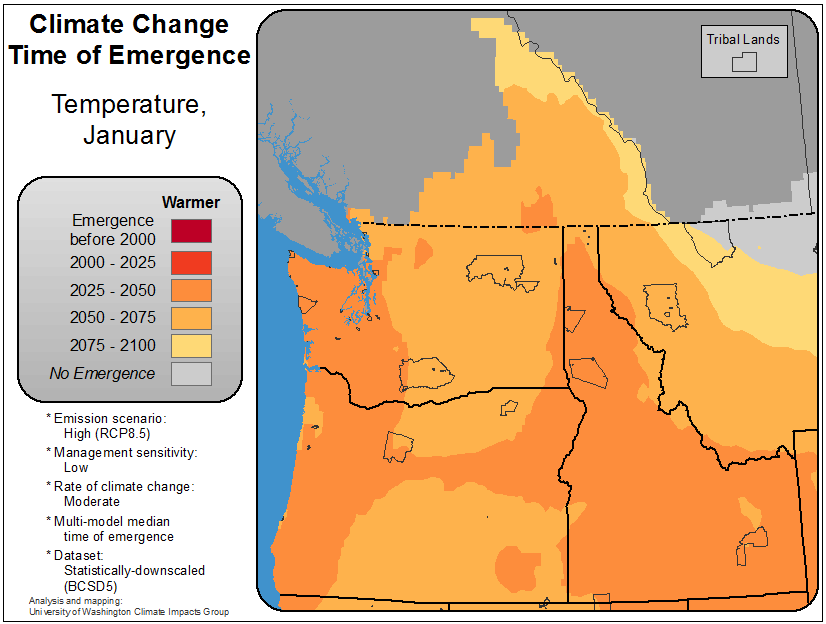 Climate Change
Time of Emergence
Temperature,
January
Warmer
Emergence
before 2000
2000 - 2025
2025 - 2050
2050 - 2075
2075 - 2100
No Emergence
* Emission scenario:
High (RCP8.5)
* Management sensitivity:
Low
* Rate of climate change:
Moderate
* Multi-model median
time of emergence
* Dataset:
Statistically-downscaled
(BCSD5)
Analysis and mapping:
University of Washington Climate Impacts Group
Tribal Lands